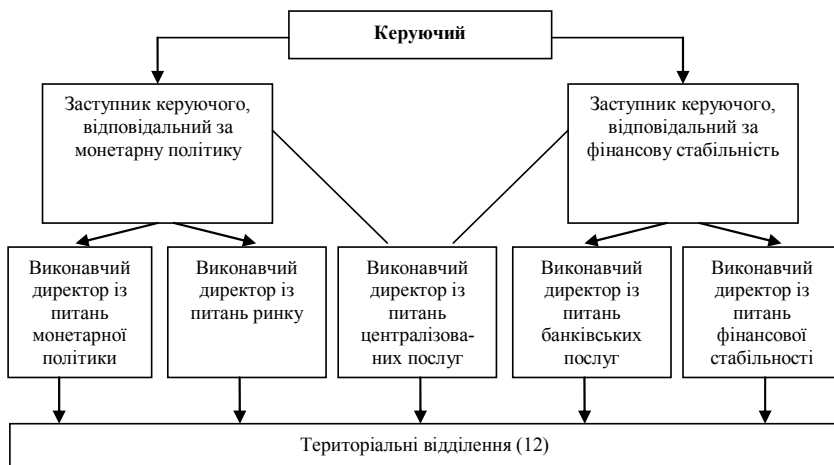 Керуючий
Заступник керуючого,
відповідальний за
монетарну політику
Заступник керуючого,
відповідальний за
фінансову стабільність
Виконавчий
директор із
питань
монетарної
політики
Виконавчий
директор із
питань ринку
Виконавчий
директор із
питань
централізова-
них послуг
Виконавчий
директор із
питань
банківських
послуг
Виконавчий
директор із
питань
фінансової
стабільності
Територіальні відділення (12)